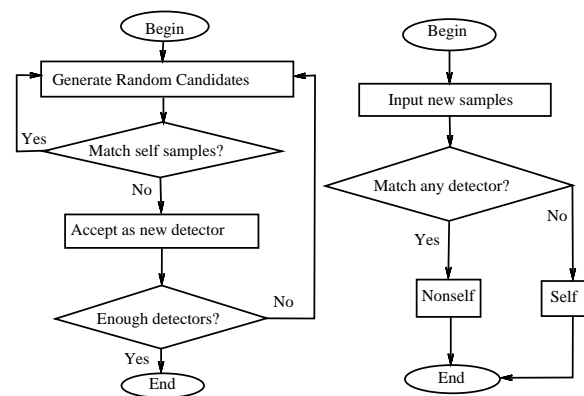 Begin
Generate Random Candidates
Yes
Match self samples?
No
Accept as new detector
Enough detectors?
No
Yes
End
Begin
Input new samples
Match any detector?
No
Yes
Nonself
Self
End